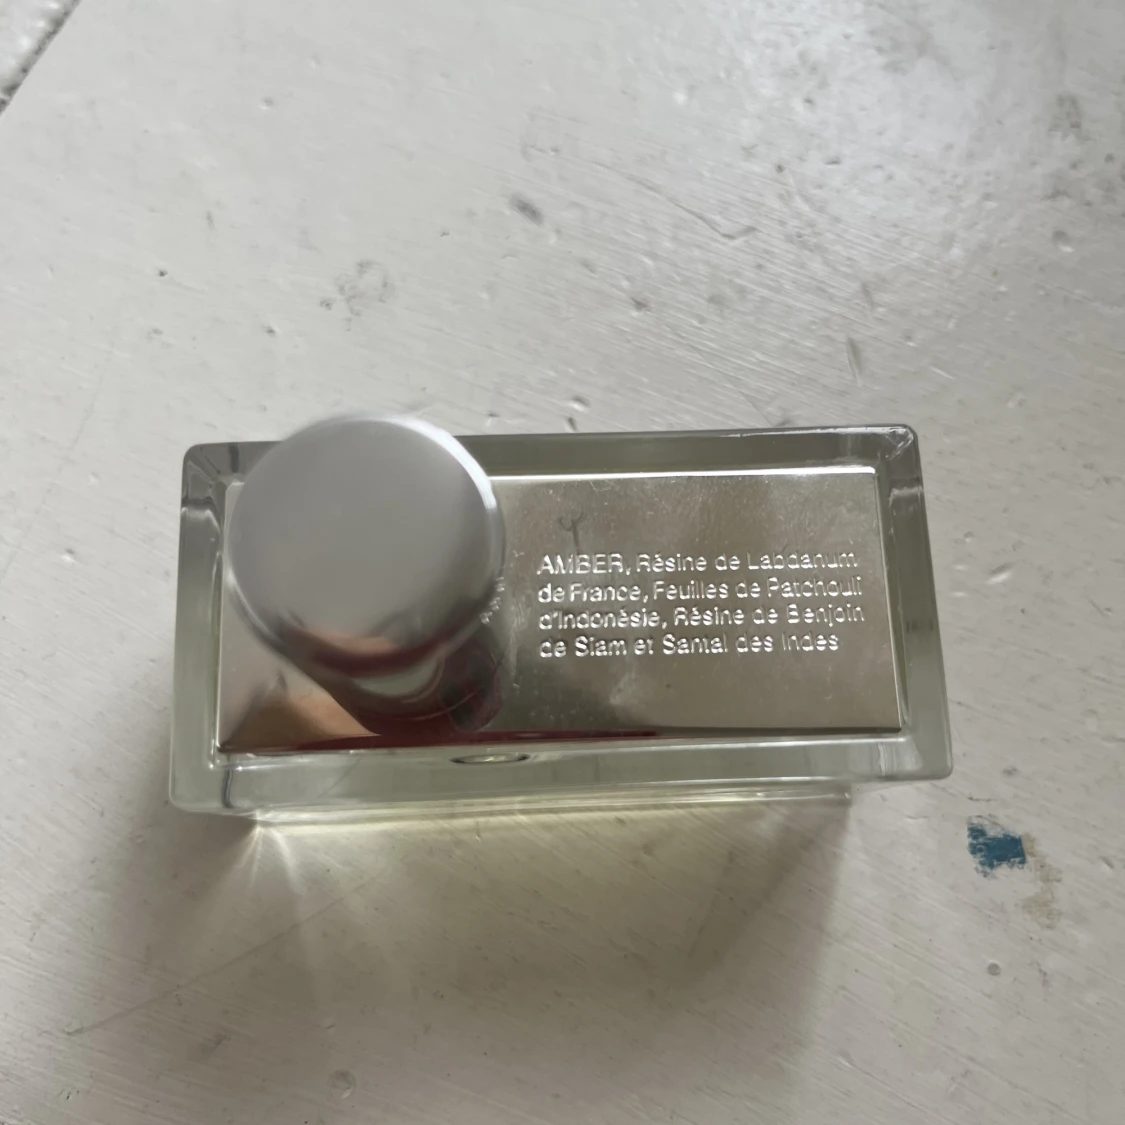 AMBER, Résine de Labdanum
de France, Feuilles de Patchouli
d'Indonésie, Résine de Benjoin
de Siam et Santal des Indes